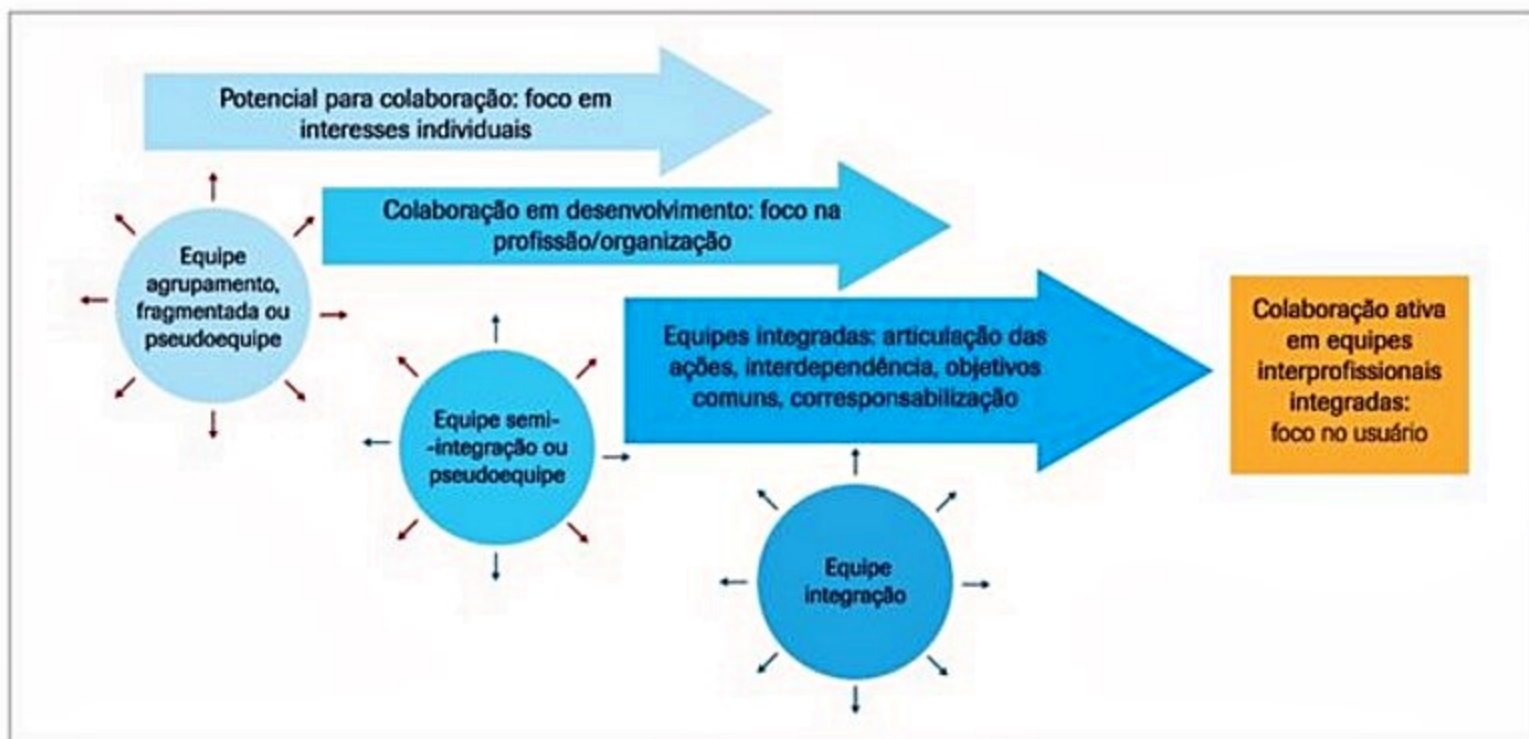 Potencial para colaboração: foco em
interesses individuais
Equipe
agrupamento,
fragmentada ou
pseudoequipe
Colaboração em desenvolvimento: foco na
profissão/organização
Equipe semi-
-integração ou
pseudoequipe
Equipes integradas: articulação das
ações, interdependência, objetivos
comuns, corresponsabilização
Equipe
integração
Colaboração ativa
em equipes
interprofissionais
integradas:
foco no usuário